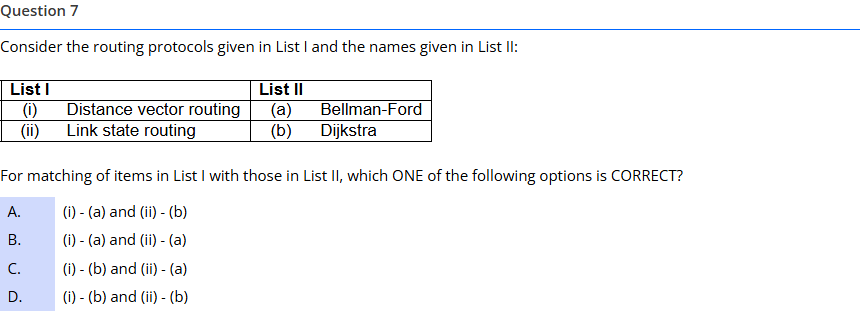 Question 7
Consider the routing protocols given in List I and the names given in List II:
List I List II
(i) Distance vector routing (a) Bellman-Ford
(ii) Link state routing (b) Dijkstra
For matching of items in List I with those in List II, which ONE of the following options is CORRECT?
A. (i) - (a) and (ii) - (b)
B. (i) - (a) and (ii) - (a)
C. (i) - (b) and (ii) - (a)
D. (i) - (b) and (ii) - (b)